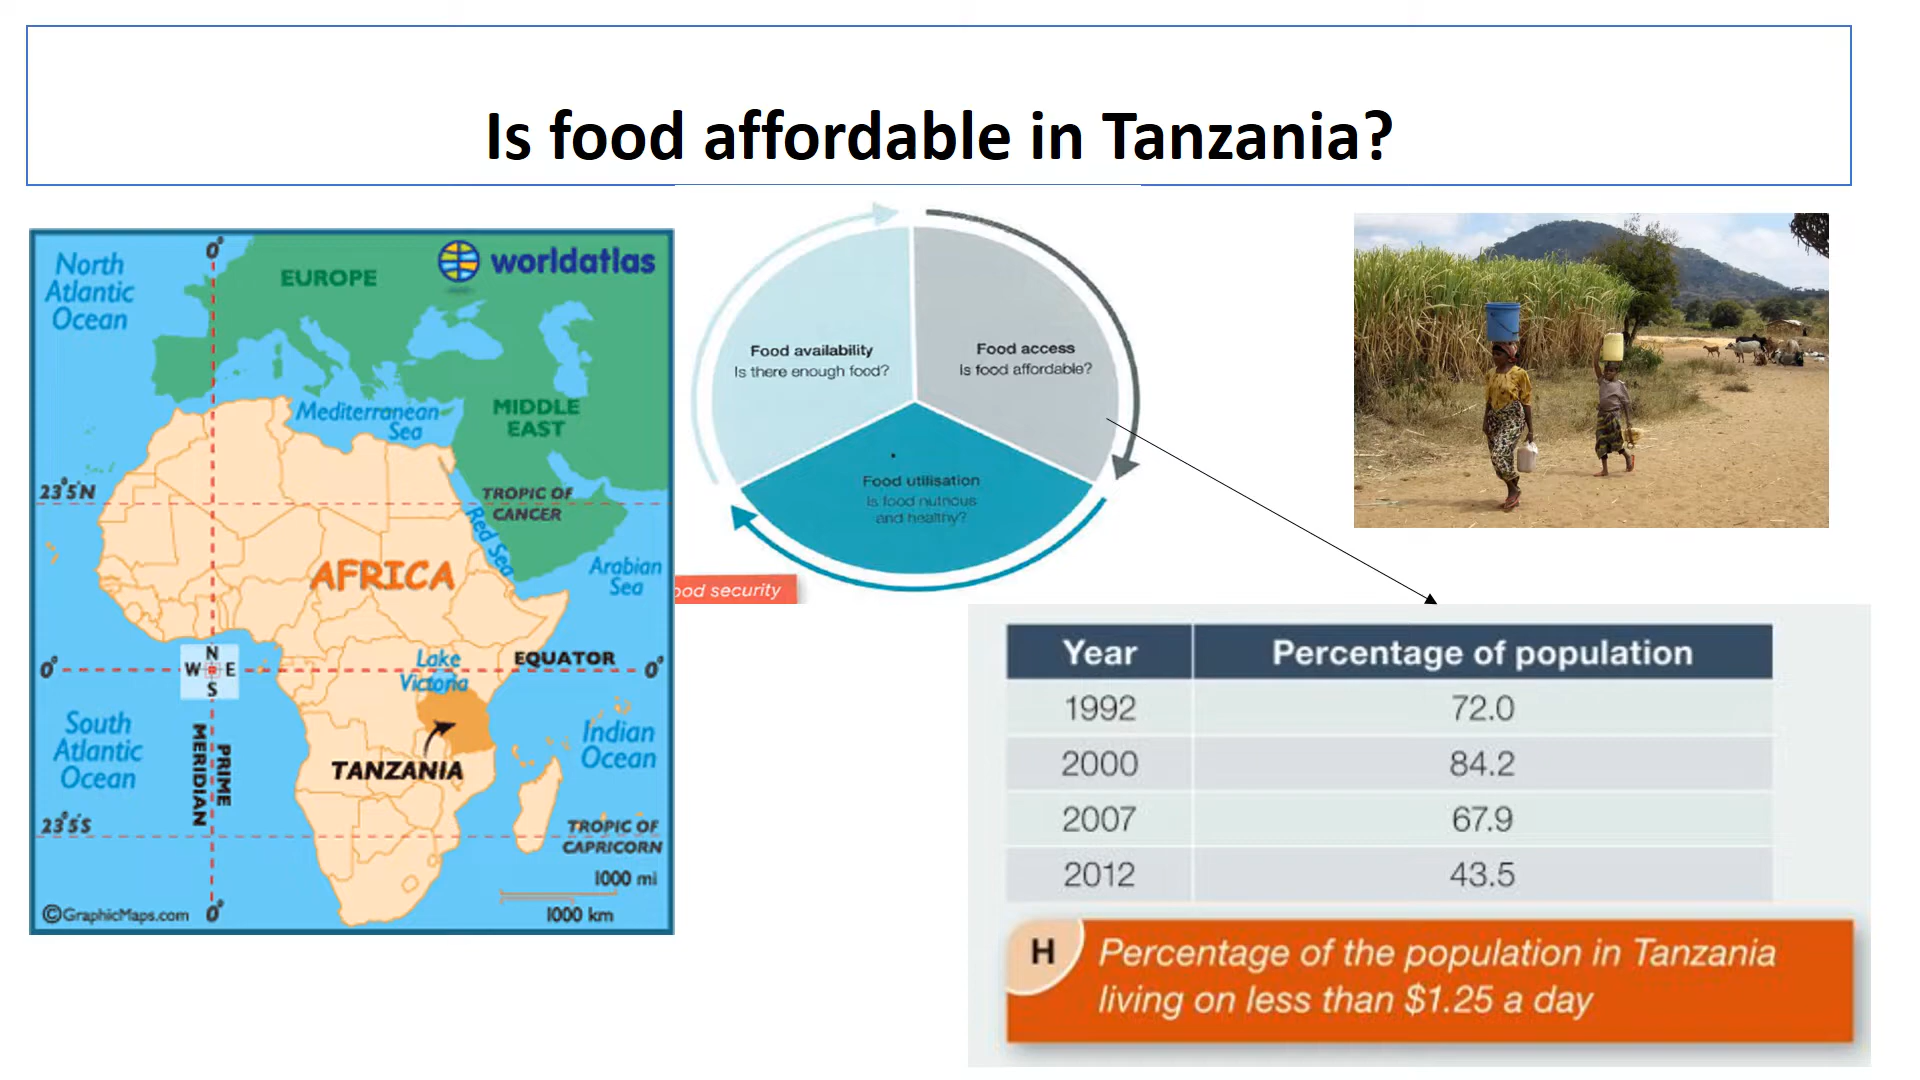 Is food affordable in Tanzania?
North
Atlantic
Ocean
0°
EUROPE
worldatlas
Mediterranean
Sea
MIDDLE
EAST
23°5'N
TROPIC OF
CANCER
Red Sea
AFRICA
Arabian
Sea
N
W E
S
0°
Lake
Victoria
EQUATOR
0°
South
Atlantic
Ocean
PRIME
MERIDIAN
Indian
Ocean
TANZANIA
23°5'S
TROPIC OF
CAPRICORN
1000 mi
1000 km
©GraphicMaps.com
0°
Food availability
Is there enough food?
Food access
Is food affordable?
Food utilisation
Is food nutrious
and healthy?
ood security
Year Percentage of population
1992 72.0
2000 84.2
2007 67.9
2012 43.5
H
Percentage of the population in Tanzania
living on less than $1.25 a day